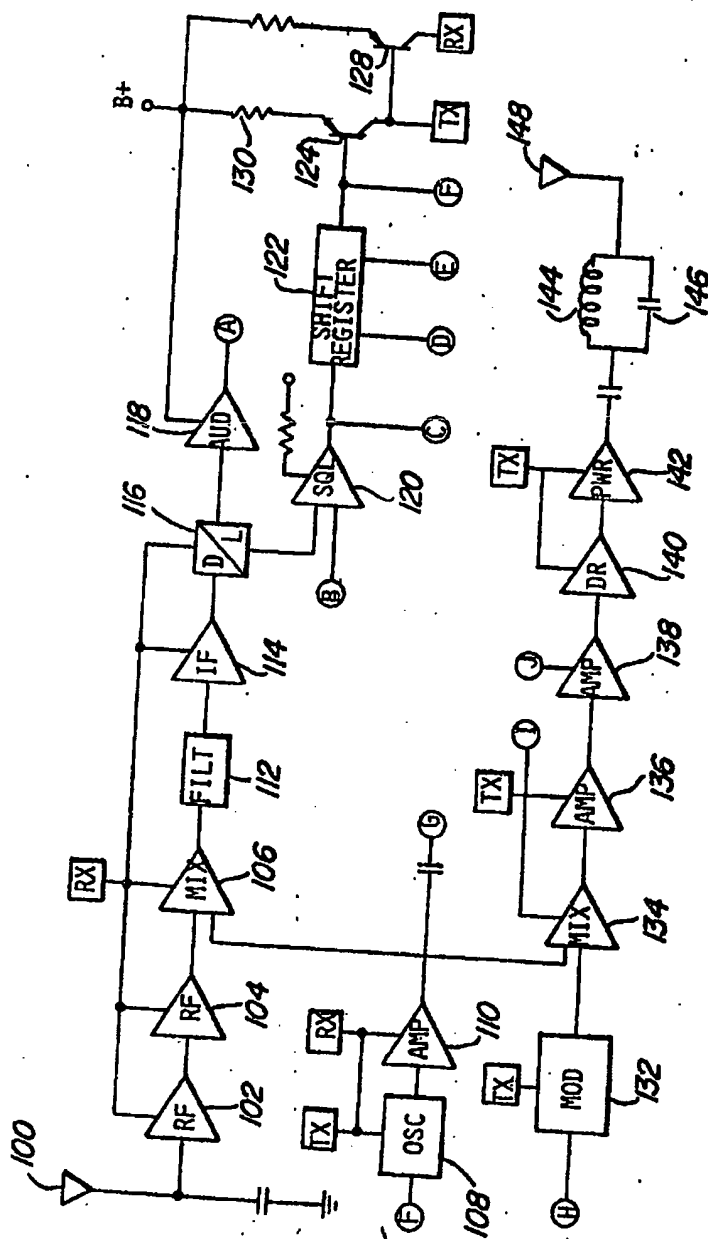 100
RX
116
118
B+
RF
RF
MIX
FILT
IF
D
L
AUD
A
130
102
104
106
112
114
B
SQL
120
C
122
SHIFT
REGISTER
D
E
F
124
128
TX
RX
TX
RX
F
OSC
AMP
G
108
110
TX
TX
I
J
TX
144
148
H
MOD
MIX
AMP
AMP
DR
PWR
132
134
136
138
140
142
146